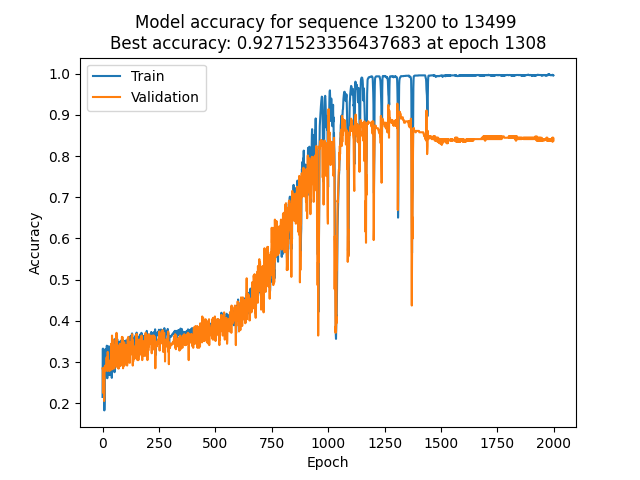 Model accuracy for sequence 13200 to 13499
Best accuracy: 0.9271523356437683 at epoch 1308
Train
Validation
1.0
0.9
0.8
0.7
0.6
0.5
0.4
0.3
0.2
Accuracy
0 250 500 750 1000 1250 1500 1750 2000
Epoch